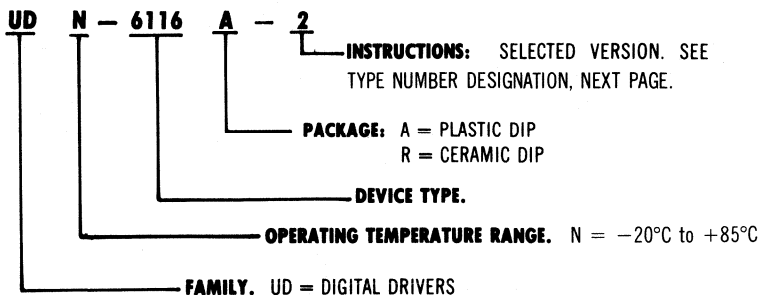 UD N – 6116 A – 2
INSTRUCTIONS: SELECTED VERSION. SEE
TYPE NUMBER DESIGNATION, NEXT PAGE.
PACKAGE: A = PLASTIC DIP
R = CERAMIC DIP
DEVICE TYPE.
OPERATING TEMPERATURE RANGE. N = −20°C to +85°C
FAMILY. UD = DIGITAL DRIVERS